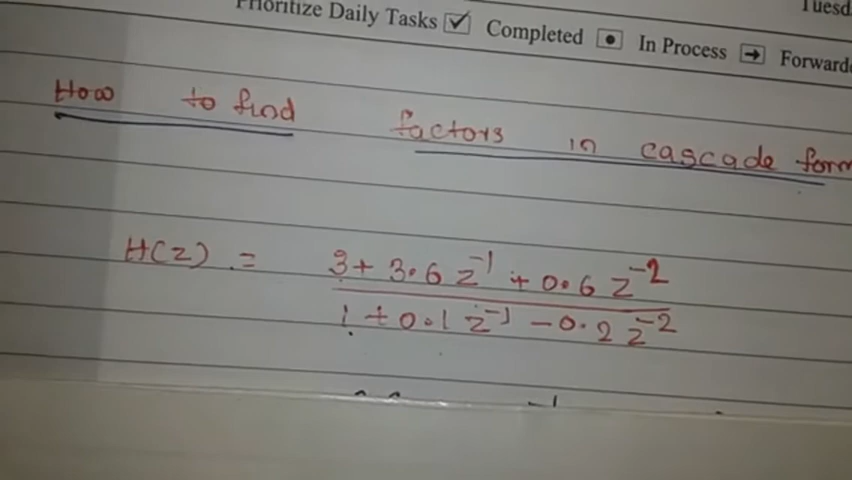 Prioritize Daily Tasks ✓ Completed • In Process → Forward
How to find factors in cascade form
H(z) = 3 + 3.6 z^-1 + 0.6 z^-2
1 + 0.1 z^-1 - 0.2 z^-2